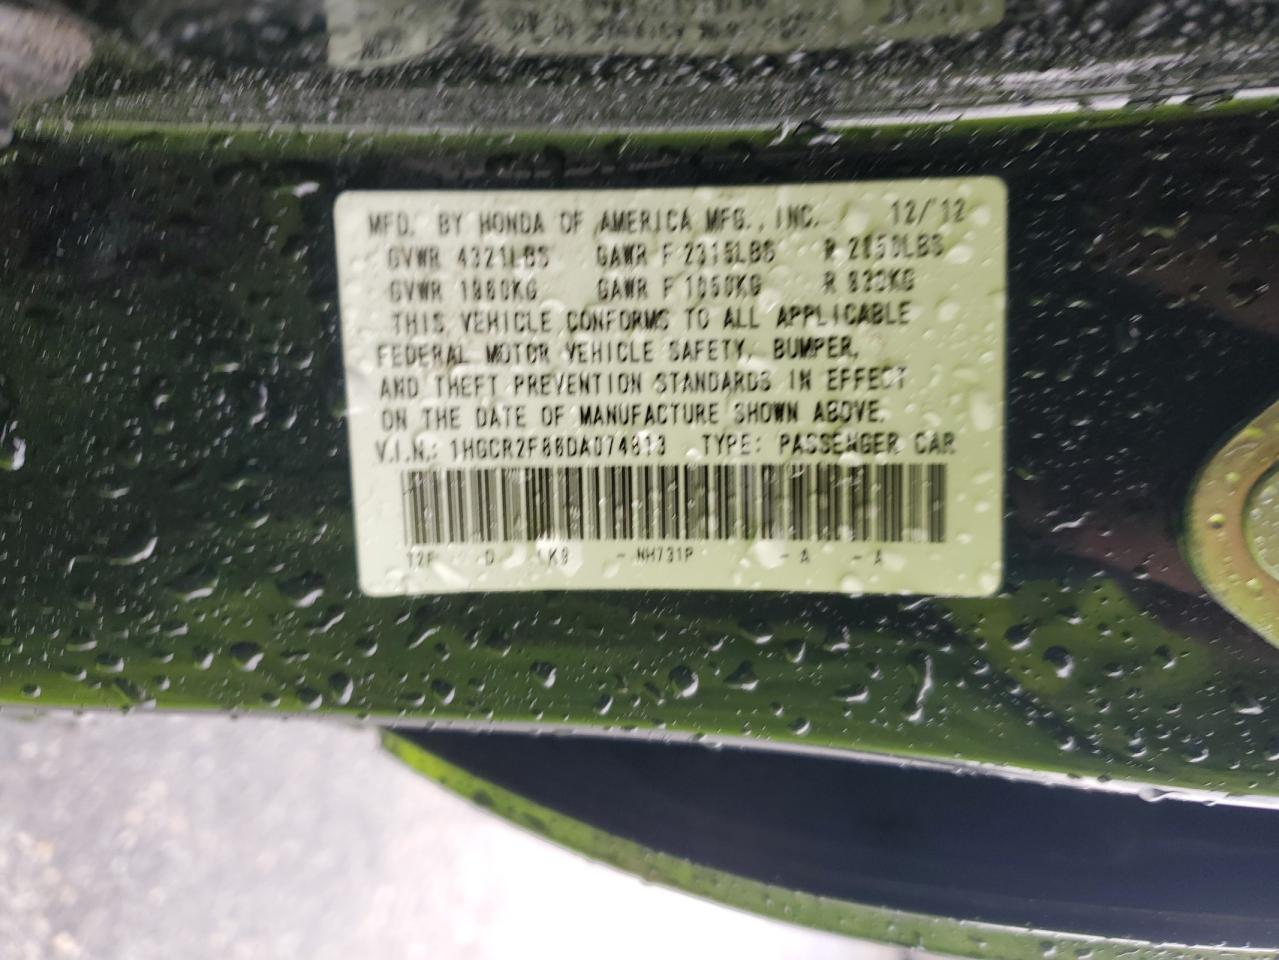 MFD. BY HONDA OF AMERICA MFG., INC. 12/'12
GVWR 4321LBS GAWR F 2315LBS R
GVWR 1960KG GAWR F 1050KG R 930KG
THIS VEHICLE CONFORMS TO ALL APPLICABLE
FEDERAL MOTOR VEHICLE SAFETY, BUMPER,
AND THEFT PREVENTION STANDARDS IN EFFECT
ON THE DATE OF MANUFACTURE SHOWN ABOVE.
V.I.N.: TYPE: PASSENGER CAR
- NH731P - A - A